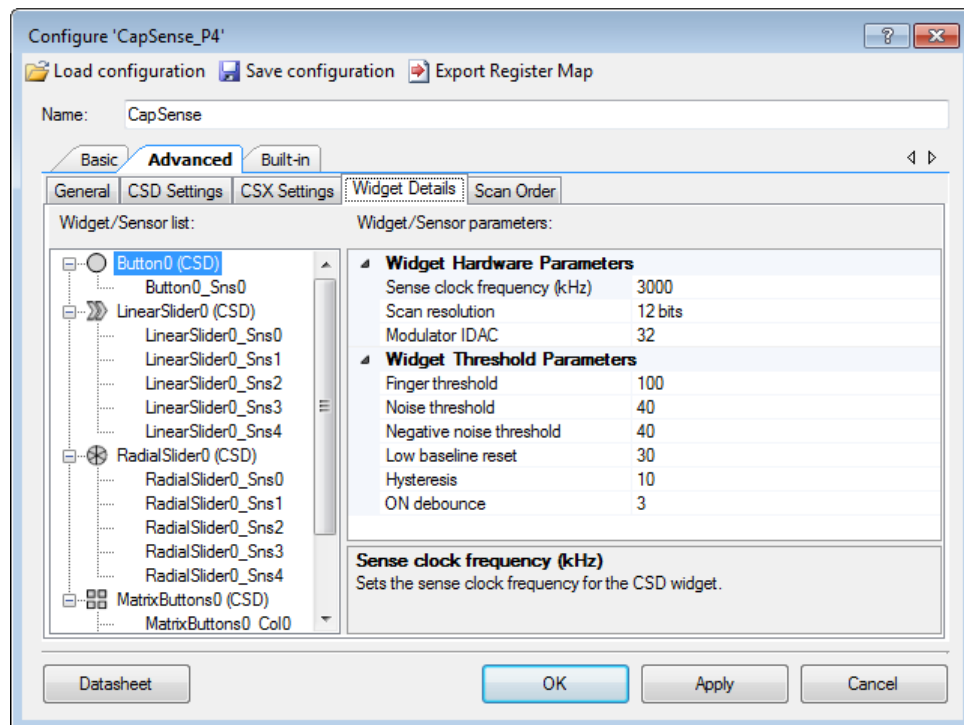 Configure 'CapSense_P4'
Load configuration Save configuration Export Register Map
Name: CapSense
Basic Advanced Built-in
General CSD Settings CSX Settings Widget Details Scan Order
Widget/Sensor list:
Button0 (CSD)
Button0_Sns0
LinearSlider0 (CSD)
LinearSlider0_Sns0
LinearSlider0_Sns1
LinearSlider0_Sns2
LinearSlider0_Sns3
LinearSlider0_Sns4
RadialSlider0 (CSD)
RadialSlider0_Sns0
RadialSlider0_Sns1
RadialSlider0_Sns2
RadialSlider0_Sns3
RadialSlider0_Sns4
MatrixButtons0 (CSD)
MatrixButtons0_Col0
Widget/Sensor parameters:
Widget Hardware Parameters
Sense clock frequency (kHz) 3000
Scan resolution 12 bits
Modulator IDAC 32
Widget Threshold Parameters
Finger threshold 100
Noise threshold 40
Negative noise threshold 40
Low baseline reset 30
Hysteresis 10
ON debounce 3
Sense clock frequency (kHz)
Sets the sense clock frequency for the CSD widget.
Datasheet OK Apply Cancel